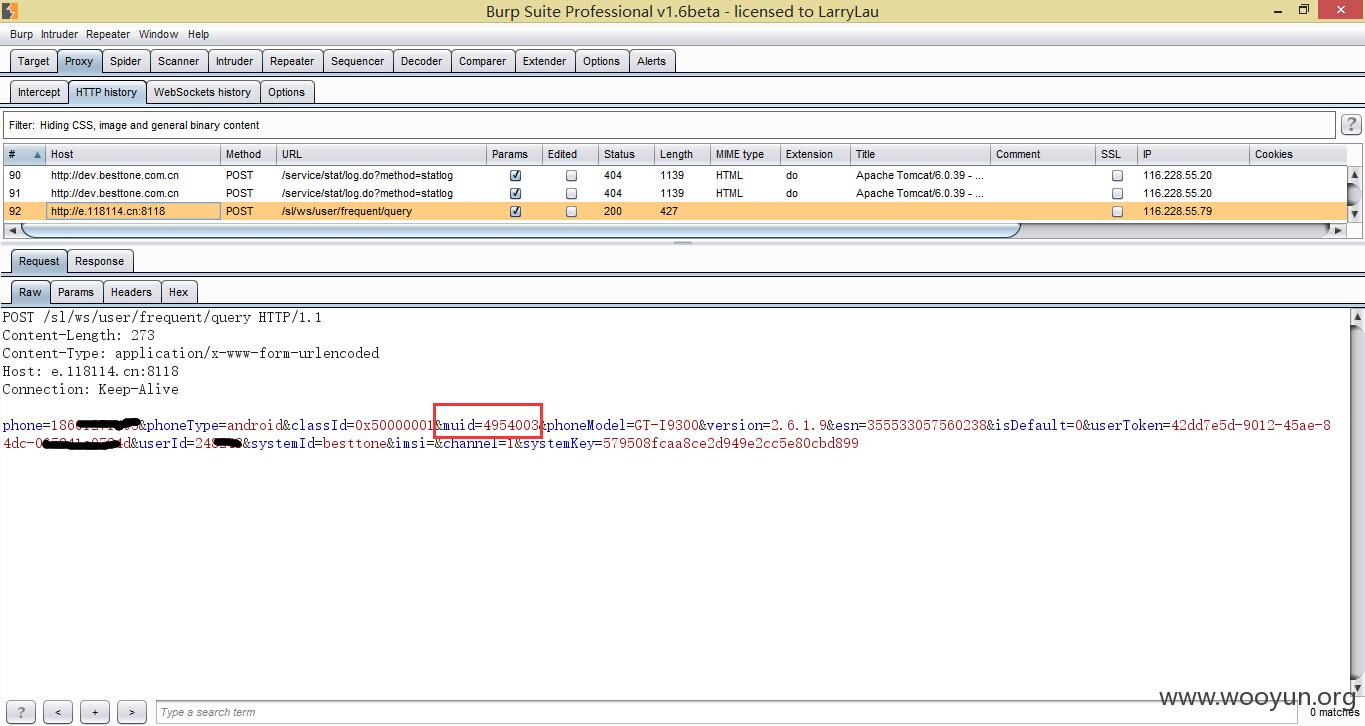 Burp Suite Professional v1.6beta - licensed to LarryLau
Burp Intruder Repeater Window Help
Target Proxy Spider Scanner Intruder Repeater Sequencer Decoder Comparer Extender Options Alerts
Intercept HTTP history WebSockets history Options
Filter: Hiding CSS, image and general binary content ?
# Host Method URL Params Edited Status Length MIME type Extension Title Comment SSL IP Cookies
90 http://dev.besttone.com.cn POST /service/stat/log.do?method=statlog 404 1139 HTML do Apache Tomcat/6.0.39 - ... 116.228.55.20
91 http://dev.besttone.com.cn POST /service/stat/log.do?method=statlog 404 1139 HTML do Apache Tomcat/6.0.39 - ... 116.228.55.20
92 http://e.118114.cn:8118 POST /sl/ws/user/frequent/query 200 427 116.228.55.79
Request Response
Raw Params Headers Hex
POST /sl/ws/user/frequent/query HTTP/1.1
Content-Length: 273
Content-Type: application/x-www-form-urlencoded
Host: e.118114.cn:8118
Connection: Keep-Alive
phone=186 &phoneType=android&classId=0x50000001&muid=4954003&phoneModel=GT-I9300&version=2.6.1.9&esn=355533057560238&isDefault=0&userToken=42dd7e5d-9012-45ae-8
4dc-0 d&userId=248 &systemId=besttone&imsi=&channel=1&systemKey=579508fcaa8ce2d949e2cc5e80cbd899
? < + > Type a search term 0 matches
www.wooyun.org